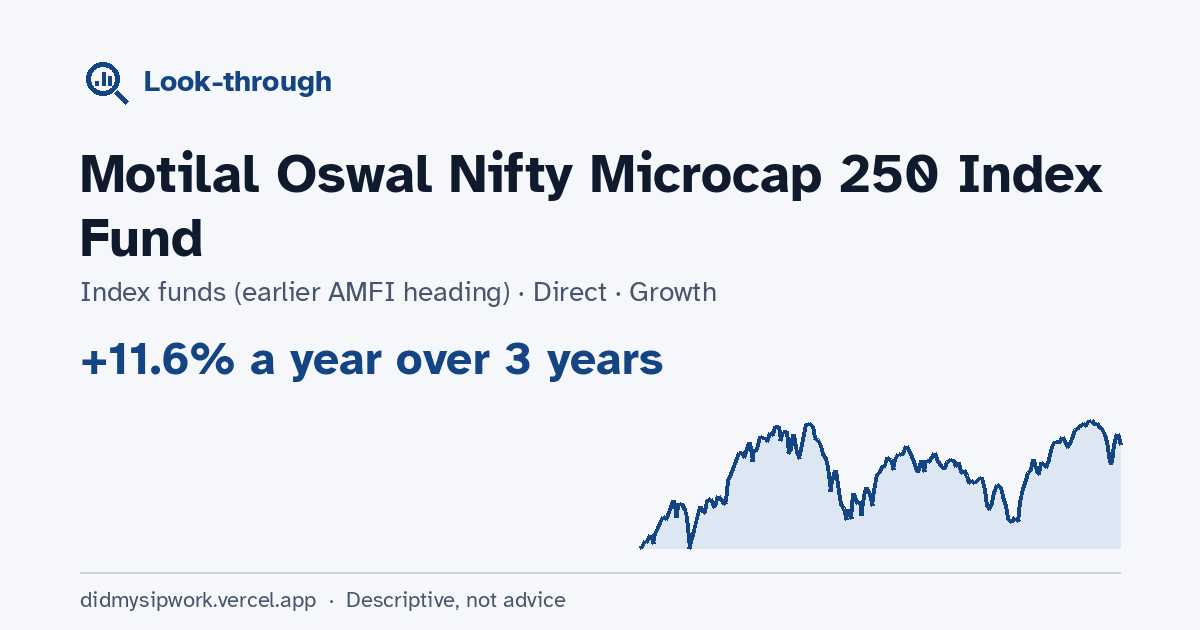 Look-through
Motilal Oswal Nifty Microcap 250 Index
Fund
Index funds (earlier AMFI heading) · Direct · Growth
+11.6% a year over 3 years
didmysipwork.vercel.app · Descriptive, not advice